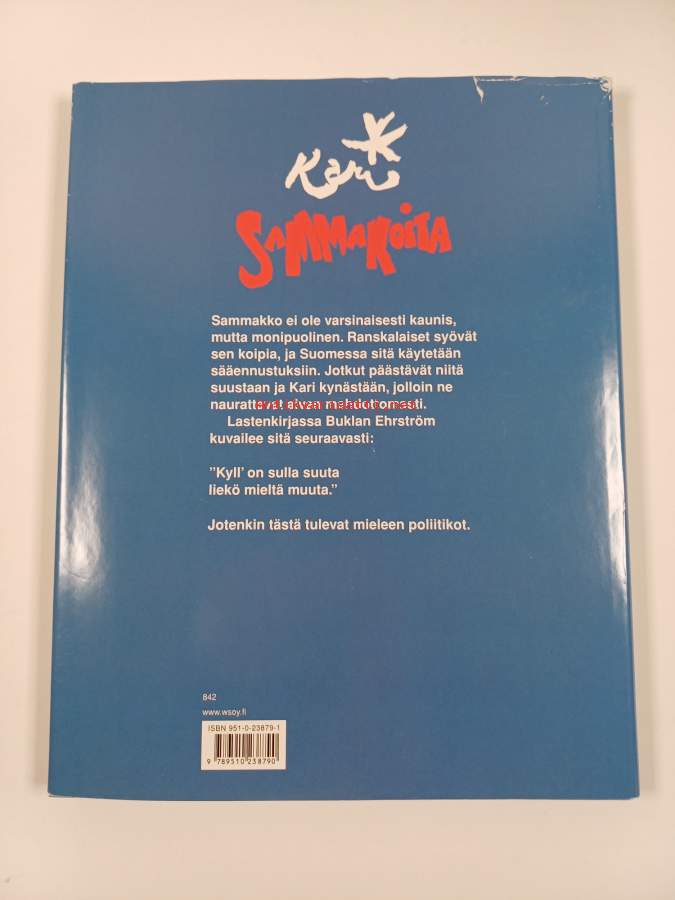 Kari
SAMMAKOITA
Sammakko ei ole varsinaisesti kaunis,
mutta monipuolinen. Ranskalaiset syövät
sen koipia, ja Suomessa sitä käytetään
sääennustuksiin. Jotkut päästävät niitä
suustaan ja Kari kynästään, jolloin ne
naurattavat
Lastenkirjassa Buklan Ehrström
kuvailee sitä seuraavasti:
”Kyll’ on sulla suuta
liekö mieltä muuta.”
Jotenkin tästä tulevat mieleen poliitikot.
842
www.wsoy.fi
ISBN 951-0-23879-1
9 789510 238790